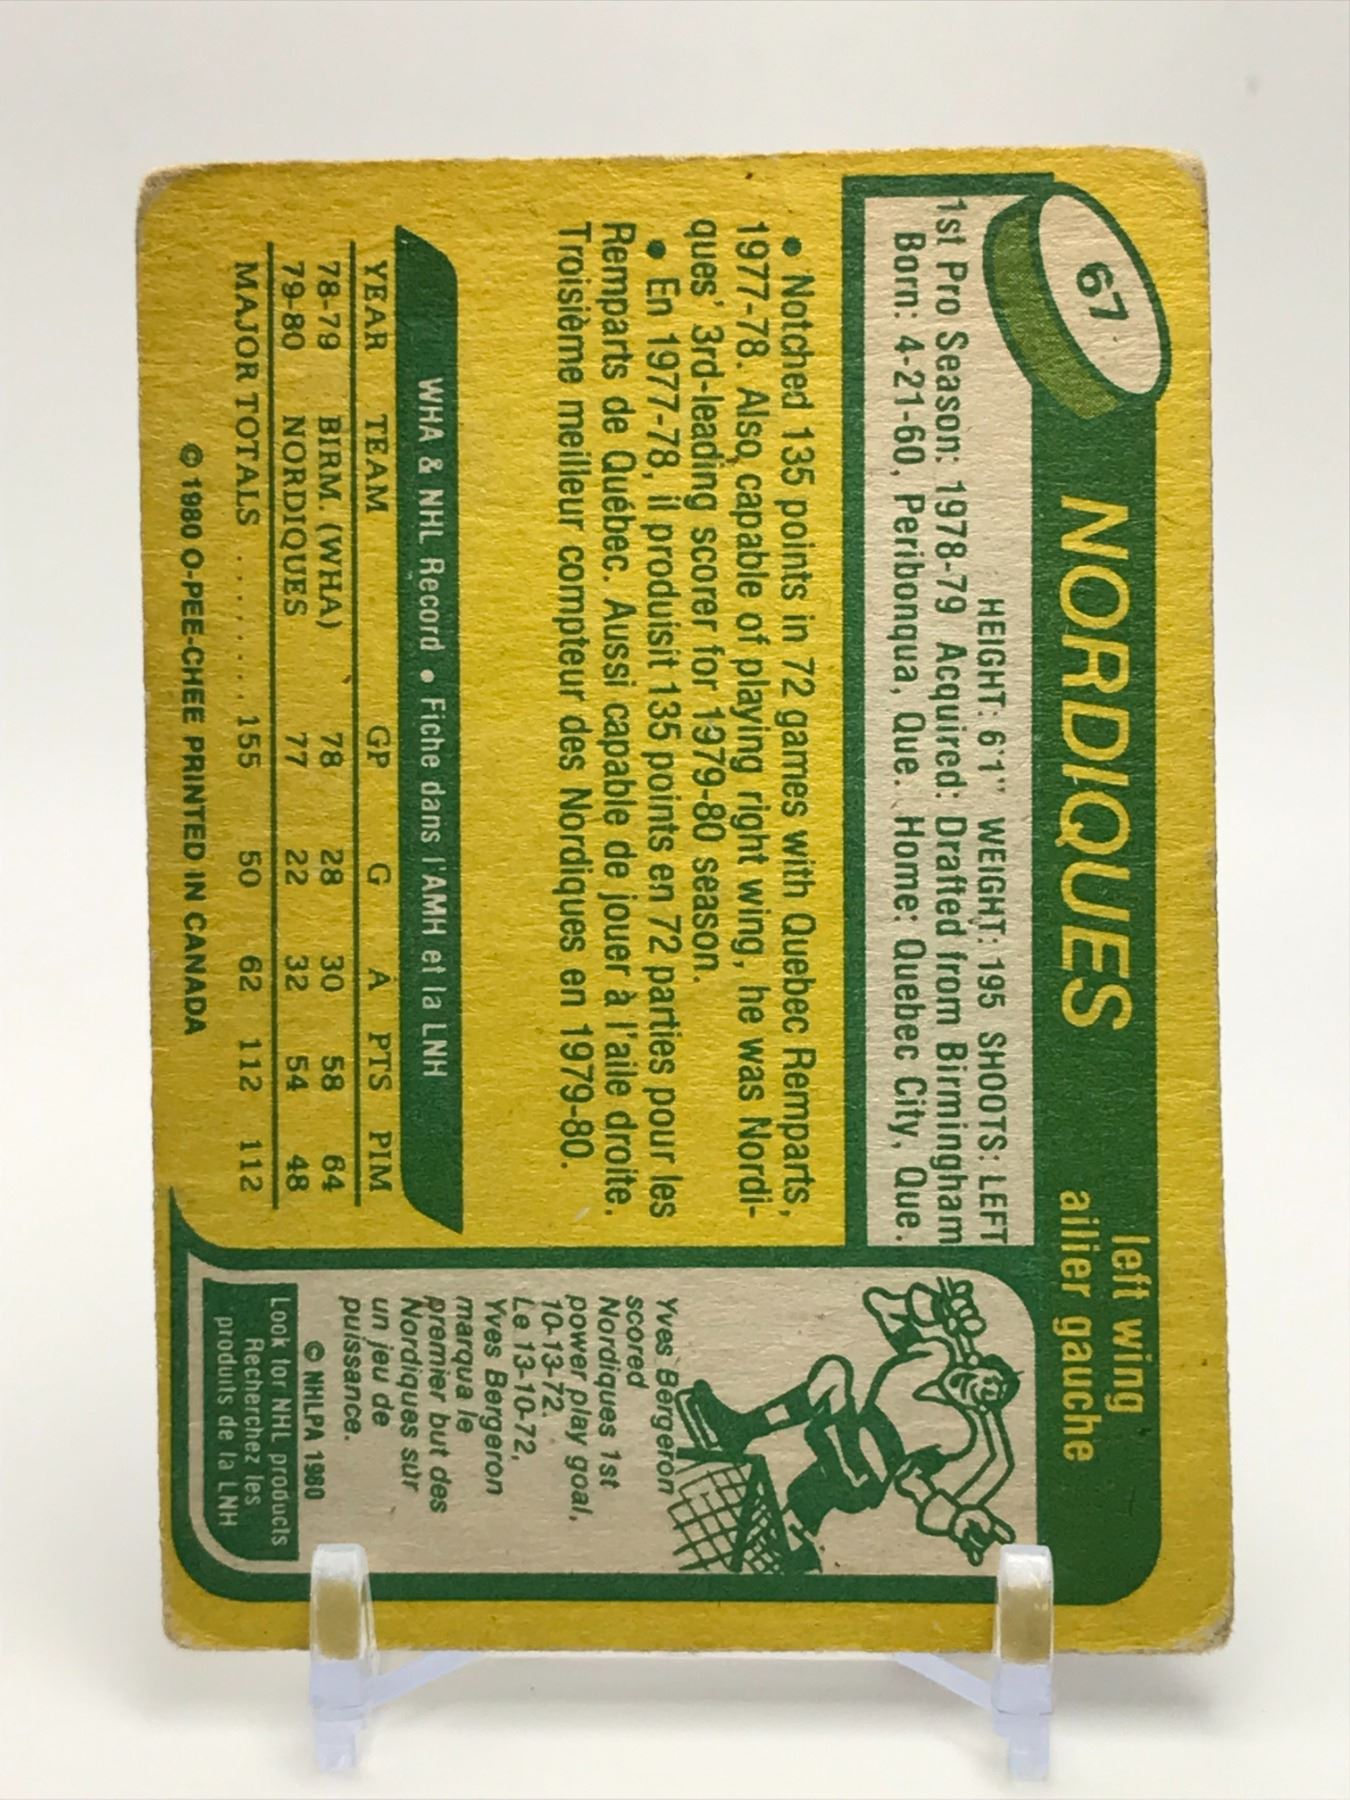 67
NORDIQUES
left wing
ailier gauche
HEIGHT: 6'1" WEIGHT: 195 SHOOTS: LEFT
1st Pro Season: 1978-79 Acquired: Drafted from Birmingham
Born: 4-21-60, Peribonqua, Que. Home: Quebec City, Que.
• Notched 135 points in 72 games with Quebec Remparts,
1977-78. Also, capable of playing right wing, he was Nordi-
ques' 3rd-leading scorer for 1979-80 season.
• En 1977-78, il produisit 135 points en 72 parties pour les
Remparts de Québec. Aussi capable de jouer à l'aile droite.
Troisième meilleur compteur des Nordiques en 1979-80.
WHA & NHL Record • Fiche dans l'AMH et la LNH
YEAR TEAM GP G A PTS PIM
78-79 BIRM. (WHA) 78 28 30 58 64
79-80 NORDIQUES 77 22 32 54 48
MAJOR TOTALS ........ 155 50 62 112 112
© 1980 O-PEE-CHEE PRINTED IN CANADA
Yves Bergeron
scored
Nordiques 1st
power play goal,
10-13-72.
Le 13-10-72,
Yves Bergeron
marqua le
premier but des
Nordiques sur
un jeu de
puissance.
© NHLPA 1980
Look for NHL products
Recherchez les
produits de la LNH